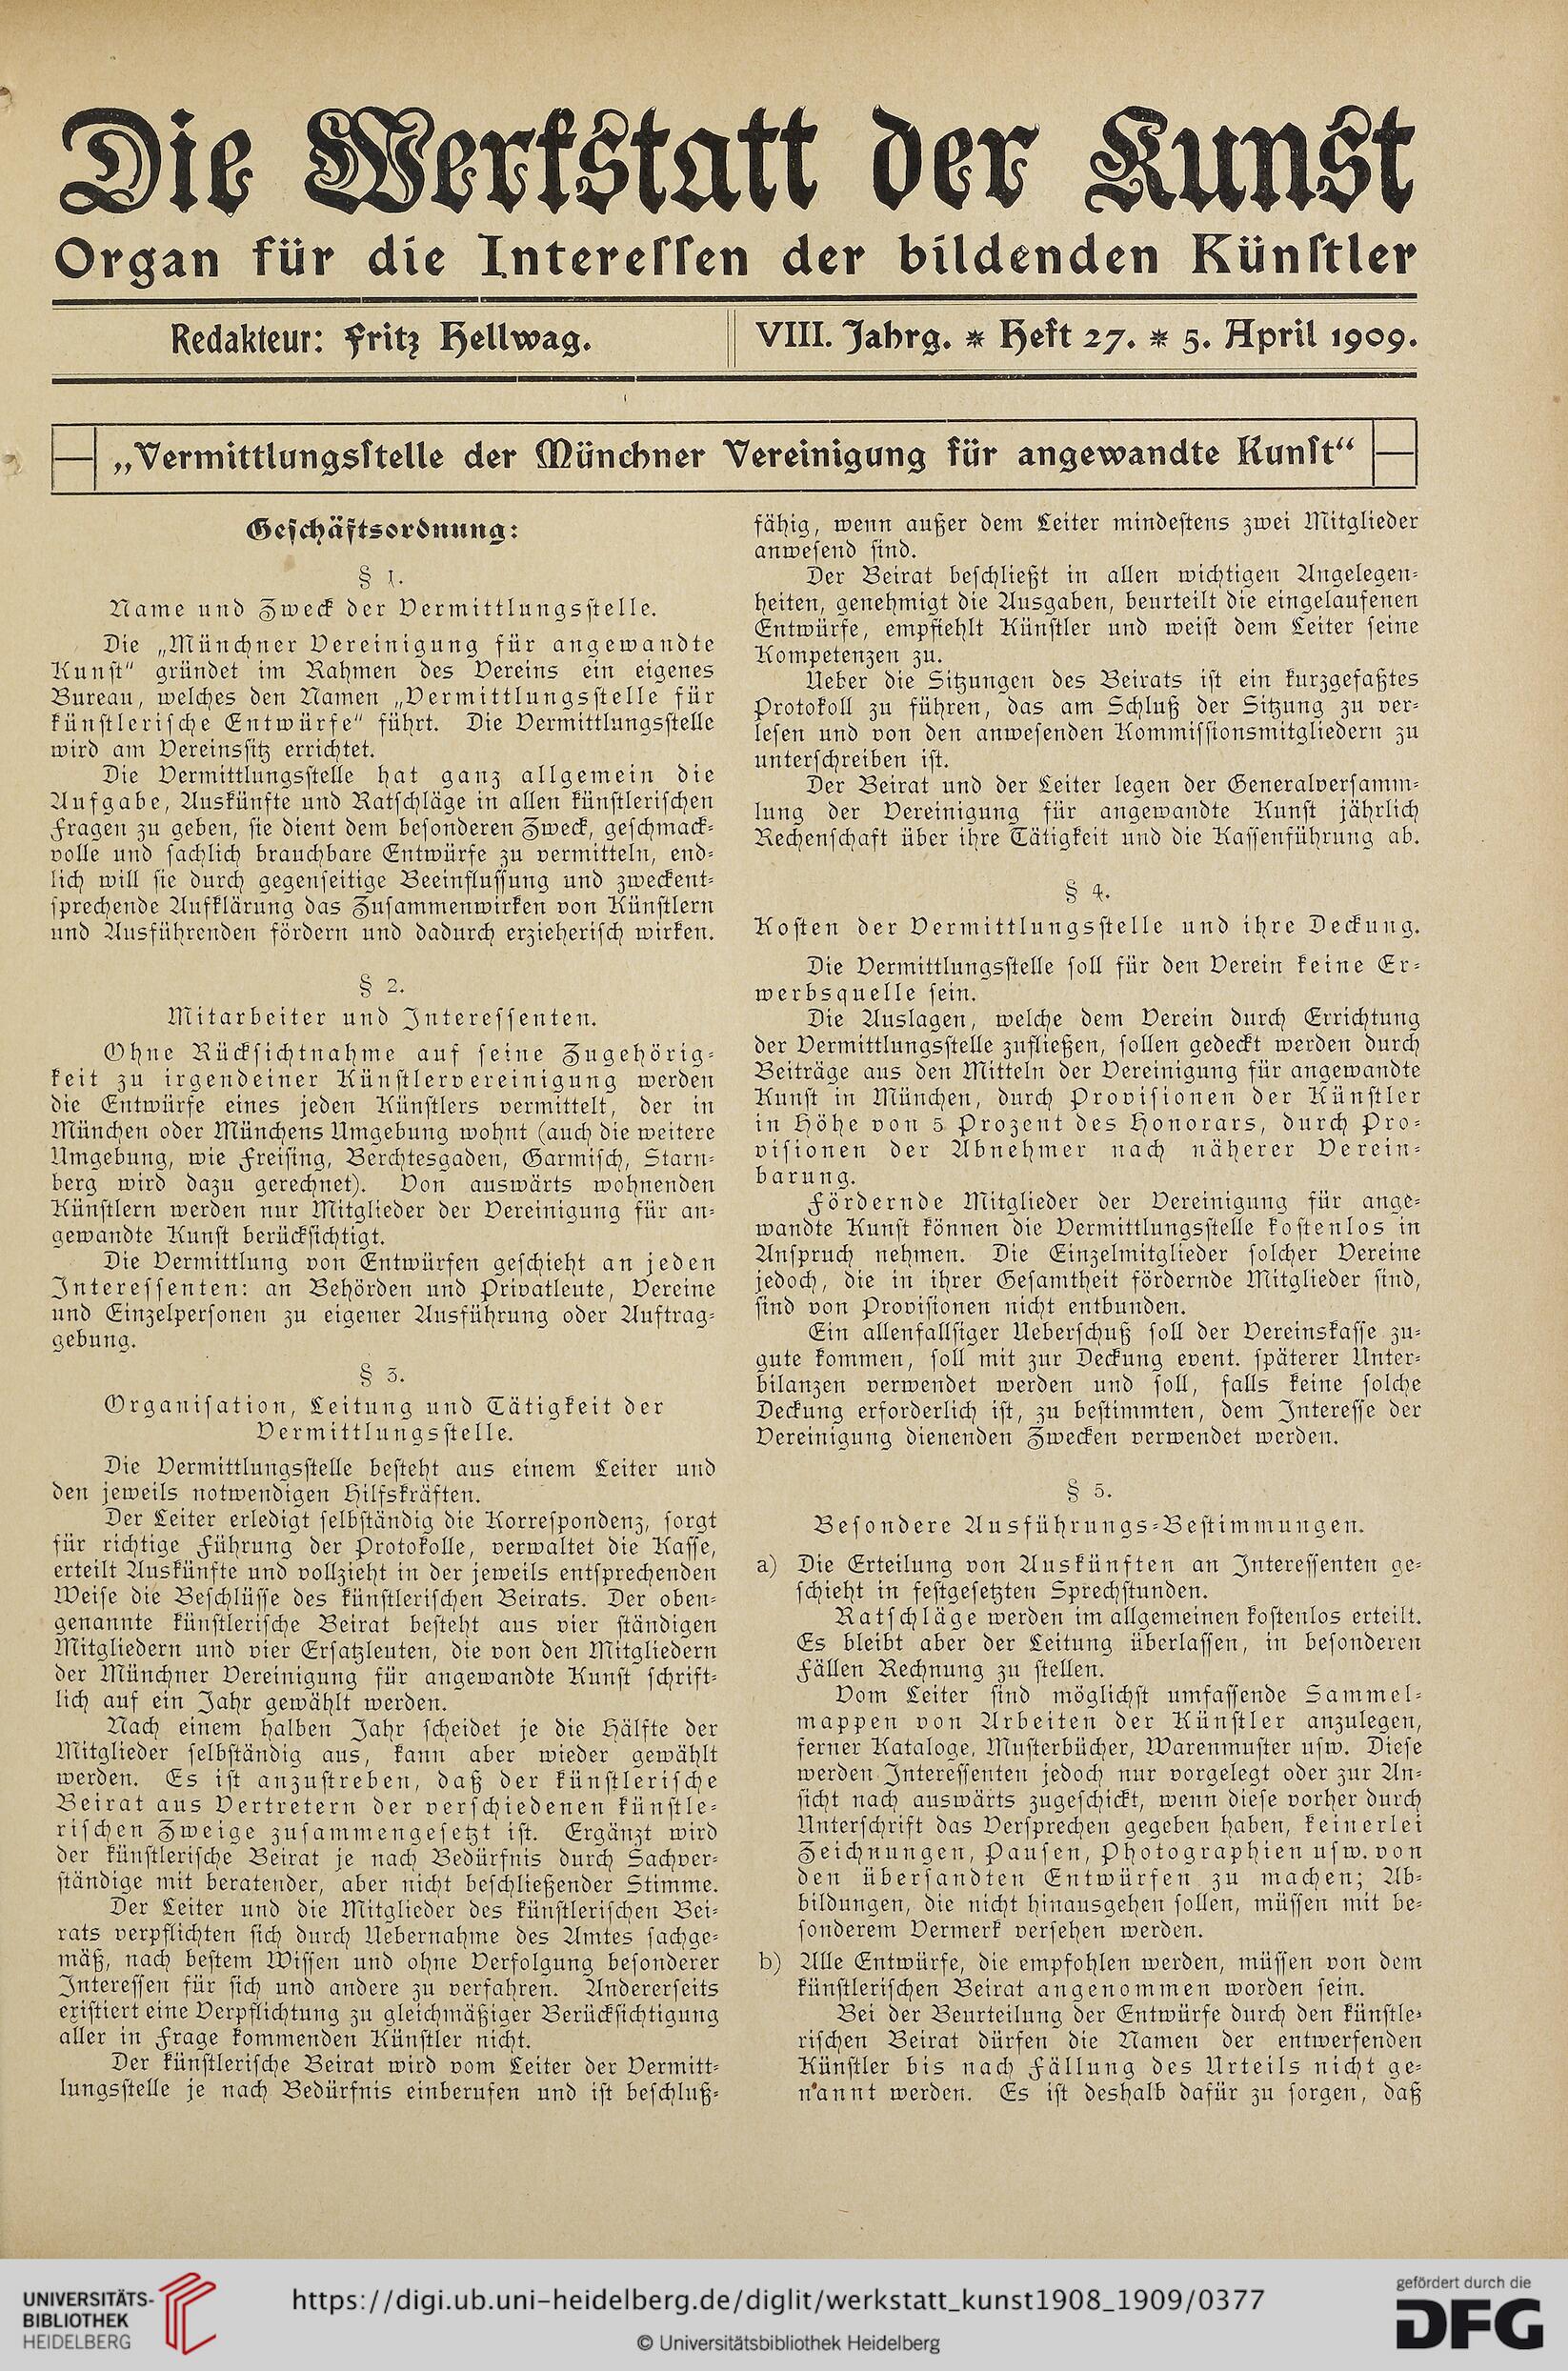 Die Werkstatt der Kunst
Organ für die Intereſſen der bildenden Künſtler
Redakteur: Fritz Hellwag.
VIII. Jahrg. * Heft 27. * 5. April 1909.
„Vermittlungsſtelle der Münchner Vereinigung für angewandte Kunſt“
Geſchäftsordnung:
§ 1.
Name und Zweck der Vermittlungsſtelle.
Die „Münchner Vereinigung für angewandte
Kunſt“ gründet im Rahmen des Vereins ein eigenes
Bureau, welches den Namen „Vermittlungsſtelle für
künſtleriſche Entwürfe“ führt. Die Vermittlungsſtelle
wird am Vereinsſitz errichtet.
Die Vermittlungsſtelle hat ganz allgemein die
Aufgabe, Auskünfte und Ratſchläge in allen künſtleriſchen
Fragen zu geben, ſie dient dem beſonderen Zweck, geſchmack-
volle und ſachlich brauchbare Entwürfe zu vermitteln, end-
lich will ſie durch gegenſeitige Beeinfluſſung und zweckent-
ſprechende Aufklärung das Zuſammenwirken von Künſtlern
und Ausführenden fördern und dadurch erzieheriſch wirken.
§ 2.
Mitarbeiter und Intereſſenten.
Ohne Rückſichtnahme auf ſeine Zugehörig-
keit zu irgendeiner Künſtlervereinigung werden
die Entwürfe eines jeden Künſtlers vermittelt, der in
München oder Münchens Umgebung wohnt (auch die weitere
Umgebung, wie Freiſing, Berchtesgaden, Garmiſch, Starn-
berg wird dazu gerechnet). Von auswärts wohnenden
Künſtlern werden nur Mitglieder der Vereinigung für an-
gewandte Kunſt berückſichtigt.
Die Vermittlung von Entwürfen geſchieht an jeden
Intereſſenten: an Behörden und Privatleute, Vereine
und Einzelperſonen zu eigener Ausführung oder Auftrag-
gebung.
§ 3.
Organiſation, Leitung und Tätigkeit der
Vermittlungsſtelle.
Die Vermittlungsſtelle beſteht aus einem Leiter und
den jeweils notwendigen Hilfskräften.
Der Leiter erledigt ſelbſtändig die Korreſpondenz, ſorgt
für richtige Führung der Protokolle, verwaltet die Kaſſe,
erteilt Auskünfte und vollzieht in der jeweils entſprechenden
Weiſe die Beſchlüſſe des künſtleriſchen Beirats. Der oben-
genannte künſtleriſche Beirat beſteht aus vier ſtändigen
Mitgliedern und vier Erſatzleuten, die von den Mitgliedern
der Münchner Vereinigung für angewandte Kunſt ſchrift-
lich auf ein Jahr gewählt werden.
Nach einem halben Jahr ſcheidet je die Hälfte der
Mitglieder ſelbſtändig aus, kann aber wieder gewählt
werden. Es iſt anzuſtreben, daß der künſtleriſche
Beirat aus Vertretern der verſchiedenen künſtle-
riſchen Zweige zuſammengeſetzt iſt. Ergänzt wird
der künſtleriſche Beirat je nach Bedürfnis durch Sachver-
ſtändige mit beratender, aber nicht beſchließender Stimme.
Der Leiter und die Mitglieder des künſtleriſchen Bei-
rats verpflichten ſich durch Uebernahme des Amtes ſachge-
mäß, nach beſtem Wiſſen und ohne Verfolgung beſonderer
Intereſſen für ſich und andere zu verfahren. Andererſeits
exiſtiert eine Verpflichtung zu gleichmäßiger Berückſichtigung
aller in Frage kommenden Künſtler nicht.
Der künſtleriſche Beirat wird vom Leiter der Vermitt-
lungsſtelle je nach Bedürfnis einberufen und iſt beſchluß-
fähig, wenn außer dem Leiter mindeſtens zwei Mitglieder
anweſend ſind.
Der Beirat beſchließt in allen wichtigen Angelegen-
heiten, genehmigt die Ausgaben, beurteilt die eingelaufenen
Entwürfe, empfiehlt Künſtler und weiſt dem Leiter ſeine
Kompetenzen zu.
Ueber die Sitzungen des Beirats iſt ein kurzgefaßtes
Protokoll zu führen, das am Schluß der Sitzung zu ver-
leſen und von den anweſenden Kommiſſionsmitgliedern zu
unterſchreiben iſt.
Der Beirat und der Leiter legen der Generalverſamm-
lung der Vereinigung für angewandte Kunſt jährlich
Rechenſchaft über ihre Tätigkeit und die Kaſſenführung ab.
§ 4.
Koſten der Vermittlungsſtelle und ihre Deckung.
Die Vermittlungsſtelle ſoll für den Verein keine Er-
werbsquelle ſein.
Die Auslagen, welche dem Verein durch Errichtung
der Vermittlungsſtelle zufließen, ſollen gedeckt werden durch
Beiträge aus den Mitteln der Vereinigung für angewandte
Kunſt in München, durch Proviſionen der Künſtler
in Höhe von 5 Prozent des Honorars, durch Pro-
viſionen der Abnehmer nach näherer Verein-
barung.
Fördernde Mitglieder der Vereinigung für ange-
wandte Kunſt können die Vermittlungsſtelle koſtenlos in
Anſpruch nehmen. Die Einzelmitglieder ſolcher Vereine
jedoch, die in ihrer Geſamtheit fördernde Mitglieder ſind,
ſind von Proviſionen nicht entbunden.
Ein allenfallſiger Ueberſchuß ſoll der Vereinskaſſe zu-
gute kommen, ſoll mit zur Deckung event. ſpäterer Unter-
bilanzen verwendet werden und ſoll, falls keine ſolche
Deckung erforderlich iſt, zu beſtimmten, dem Intereſſe der
Vereinigung dienenden Zwecken verwendet werden.
§ 5.
Beſondere Ausführungs-Beſtimmungen.
a) Die Erteilung von Auskünften an Intereſſenten ge-
ſchieht in feſtgeſetzten Sprechſtunden.
Ratſchläge werden im allgemeinen koſtenlos erteilt.
Es bleibt aber der Leitung überlaſſen, in beſonderen
Fällen Rechnung zu ſtellen.
Vom Leiter ſind möglichſt umfaſſende Sammel-
mappen von Arbeiten der Künſtler anzulegen,
ferner Kataloge, Muſterbücher, Warenmuſter uſw. Dieſe
werden Intereſſenten jedoch nur vorgelegt oder zur An-
ſicht nach auswärts zugeſchickt, wenn dieſe vorher durch
Unterſchrift das Verſprechen gegeben haben, keinerlei
Zeichnungen, Pauſen, Photographien uſw. von
den überſandten Entwürfen zu machen; Ab-
bildungen, die nicht hinausgehen ſollen, müſſen mit be-
ſonderem Vermerk verſehen werden.
b) Alle Entwürfe, die empfohlen werden, müſſen von dem
künſtleriſchen Beirat angenommen worden ſein.
Bei der Beurteilung der Entwürfe durch den künſtle-
riſchen Beirat dürfen die Namen der entwerfenden
Künſtler bis nach Fällung des Urteils nicht ge-
nannt werden. Es iſt deshalb dafür zu ſorgen, daß
UNIVERSITÄTS-
BIBLIOTHEK
HEIDELBERG
https://digi.ub.uni-heidelberg.de/diglit/werkstatt_kunst1908_1909/0377
© Universitätsbibliothek Heidelberg
gefördert durch die
DFG